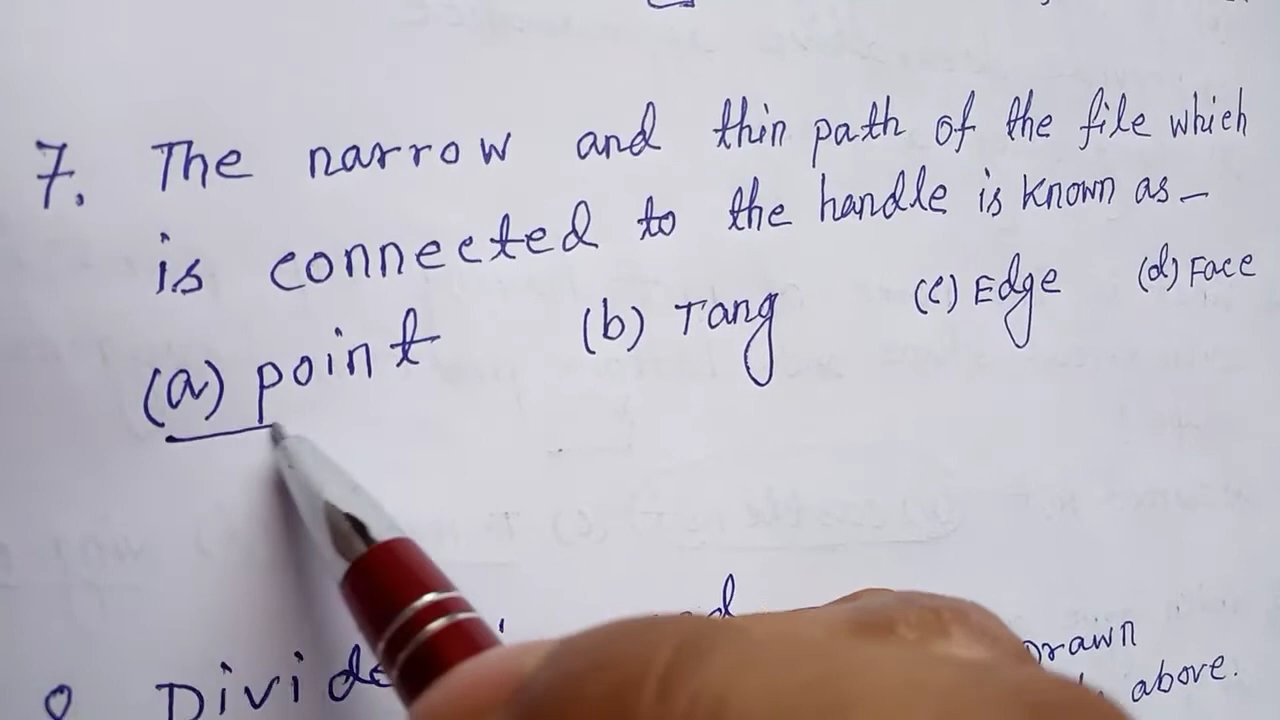 7. The narrow and thin path of the file which
is connected to the handle is known as -
(a) point (b) Tang (c) Edge (d) Face
Drawn
Divide
above.